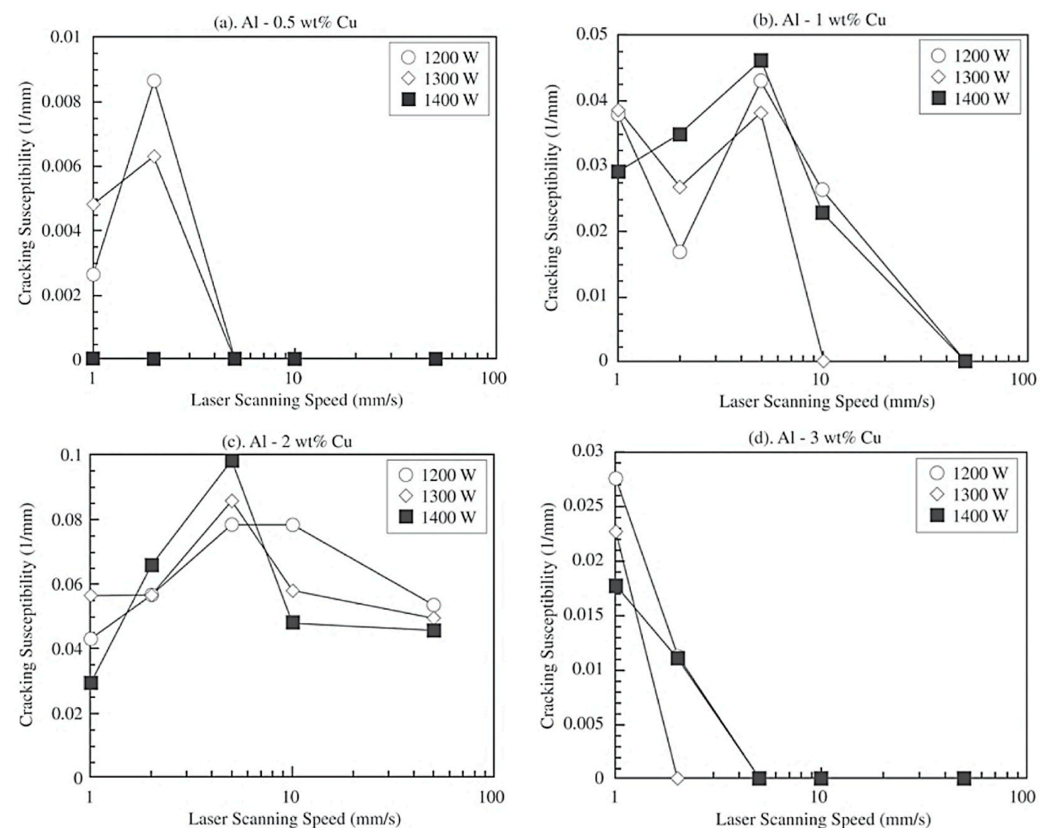 (a). Al - 0.5 wt% Cu
0.01
0.008
0.006
0.004
0.002
0
Cracking Susceptibility (1/mm)
1200 W
1300 W
1400 W
1
10
100
Laser Scanning Speed (mm/s)
(b). Al - 1 wt% Cu
0.05
0.04
0.03
0.02
0.01
0
Cracking Susceptibility (1/mm)
1200 W
1300 W
1400 W
1
10
100
Laser Scanning Speed (mm/s)
(c). Al - 2 wt% Cu
0.1
0.08
0.06
0.04
0.02
0
Cracking Susceptibility (1/mm)
1200 W
1300 W
1400 W
1
10
100
Laser Scanning Speed (mm/s)
(d). Al - 3 wt% Cu
0.03
0.025
0.02
0.015
0.01
0.005
0
Cracking Susceptibility (1/mm)
1200 W
1300 W
1400 W
1
10
100
Laser Scanning Speed (mm/s)